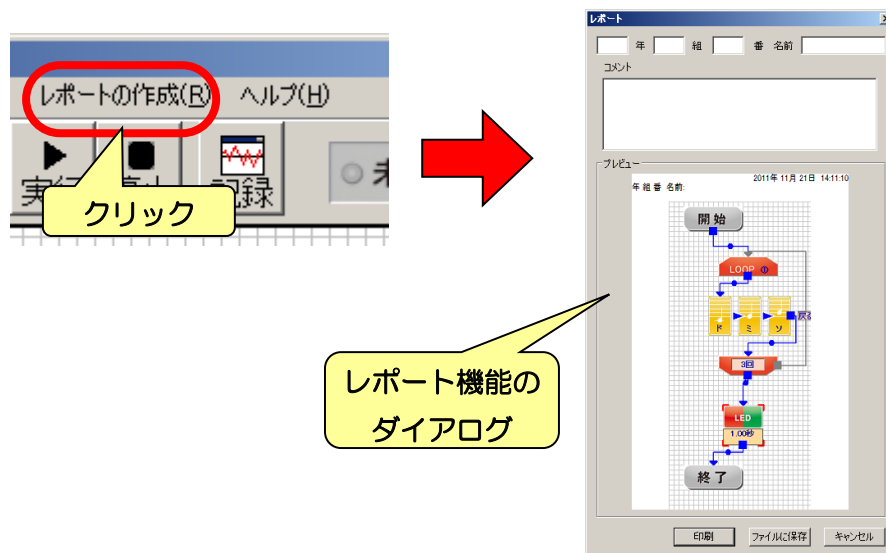 レポートの作成(R) ヘルプ(H)
実行
記録
クリック
レポート
年 組 番 名前
コメント
プレビュー
2011年 11月 21日 14:11:10
年 組 番 名前:
開始
LOOP ①
ド ミ ソ
3回
LED
1.00秒
終了
印刷 ファイルに保存 キャンセル
レポート機能の
ダイアログ